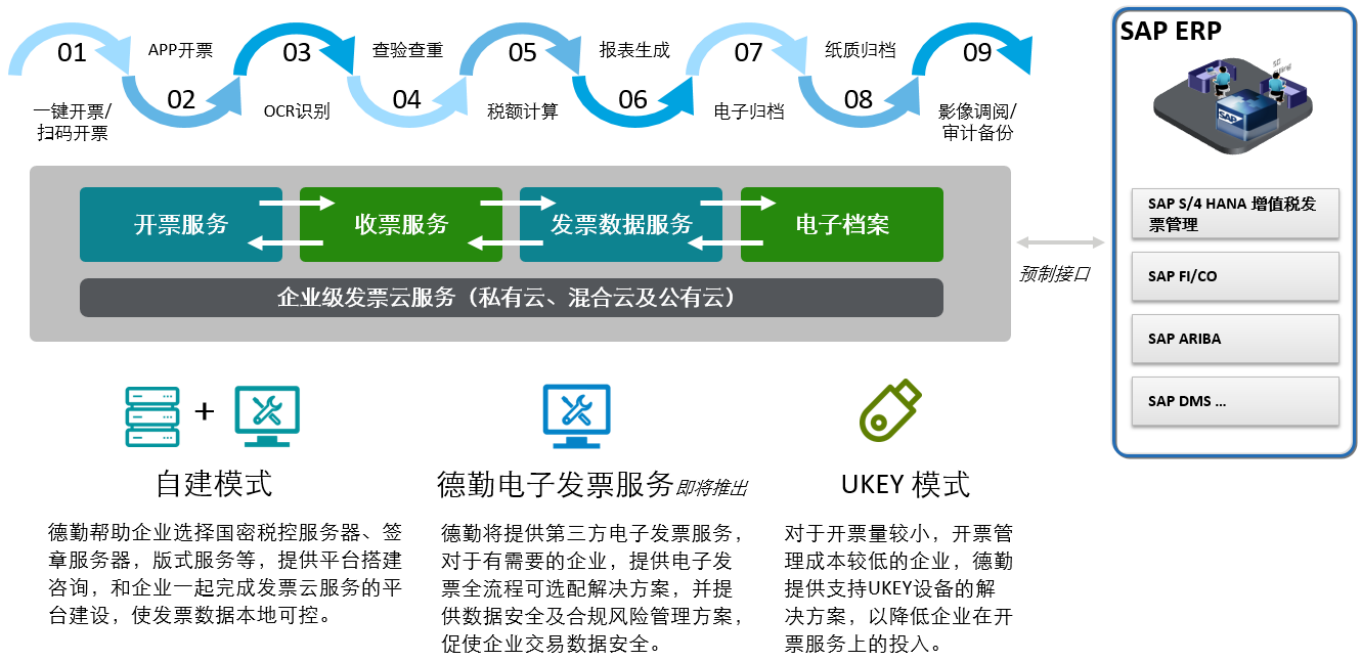 01
APP开票
03
查验查重
05
报表生成
07
纸质归档
09
一键开票/
扫码开票
02
OCR识别
04
税额计算
06
电子归档
08
影像调阅/
审计备份
开票服务
收票服务
发票数据服务
电子档案
企业级发票云服务（私有云、混合云及公有云）
预制接口
SAP ERP
SAP
SAP S/4 HANA 增值税发
票管理
SAP FI/CO
SAP ARIBA
SAP DMS ...
+
自建模式
德勤帮助企业选择国密税控服务器、签
章服务器，版式服务等，提供平台搭建
咨询，和企业一起完成发票云服务的平
台建设，使发票数据本地可控。
德勤电子发票服务即将推出
德勤将提供第三方电子发票服务，
对于有需要的企业，提供电子发
票全流程可选配解决方案，并提
供数据安全及合规风险管理方案，
促使企业交易数据安全。
UKEY 模式
对于开票量较小，开票管
理成本较低的企业，德勤
提供支持UKEY设备的解
决方案，以降低企业在开
票服务上的投入。